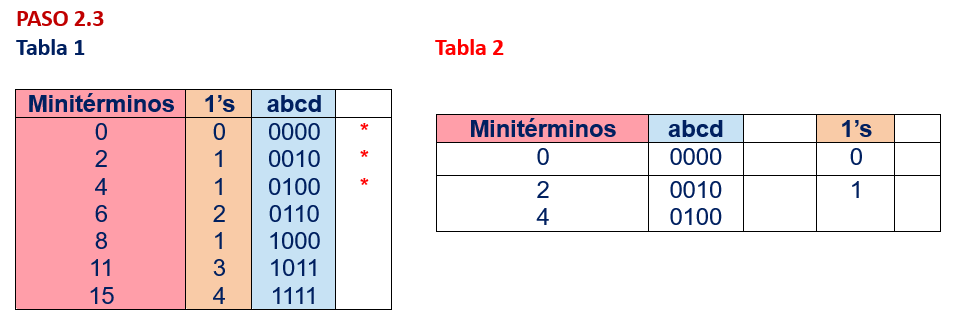 PASO 2.3
Tabla 1
Minitérminos 1's abcd
0 0 0000 *
2 1 0010 *
4 1 0100 *
6 2 0110
8 1 1000
11 3 1011
15 4 1111
Tabla 2
Minitérminos abcd 1's
0 0000 0
2 0010 1
4 0100